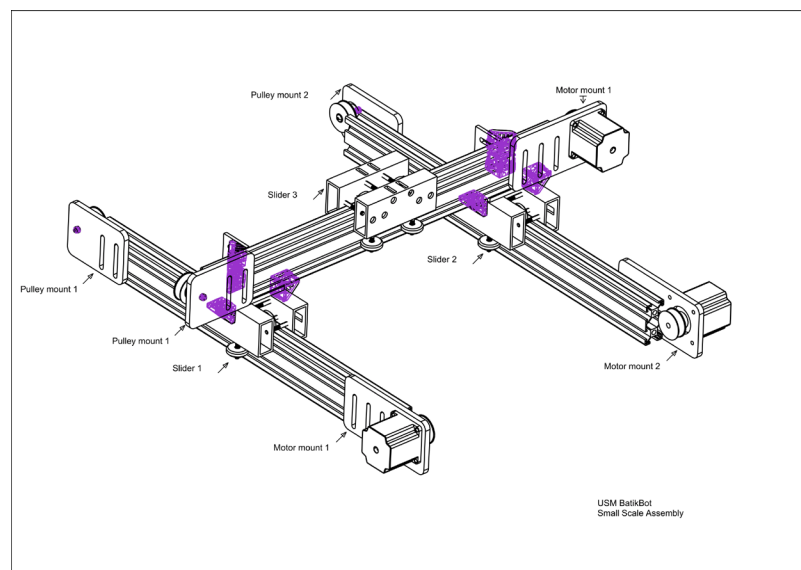 Pulley mount 2
Motor mount 1
Slider 3
Slider 2
Pulley mount 1
Pulley mount 1
Slider 1
Motor mount 2
Motor mount 1
USM BatikBot
Small Scale Assembly